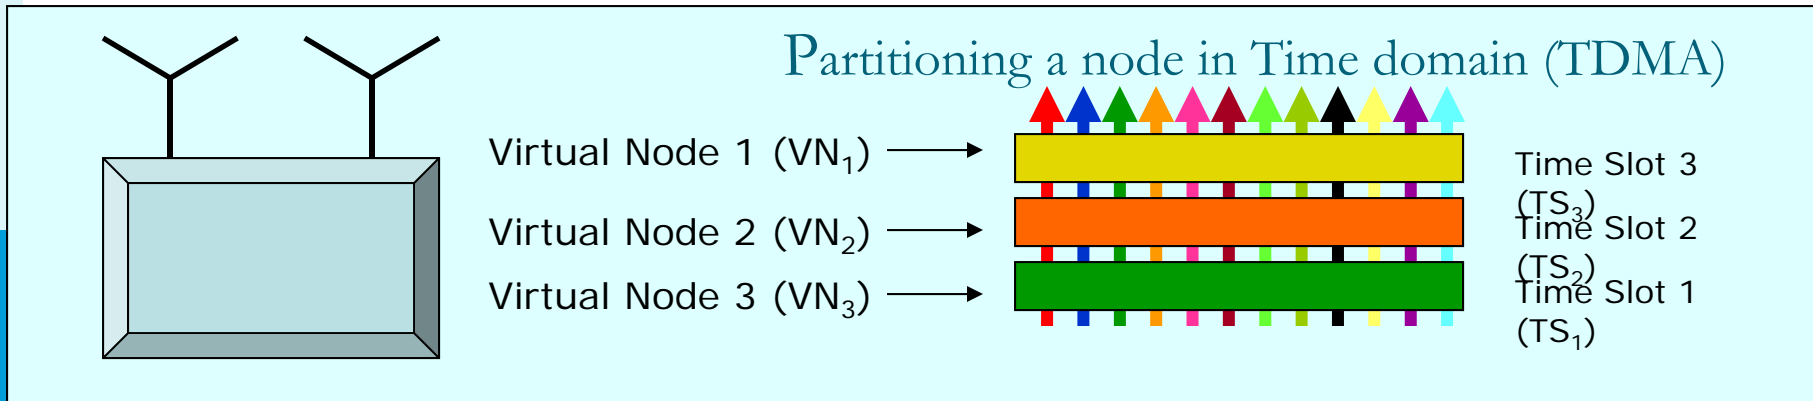 Partitioning a node in Time domain (TDMA)
Virtual Node 1 (VN₁)
Virtual Node 2 (VN₂)
Virtual Node 3 (VN₃)
Time Slot 3
(TS₃)
Time Slot 2
(TS₂)
Time Slot 1
(TS₁)